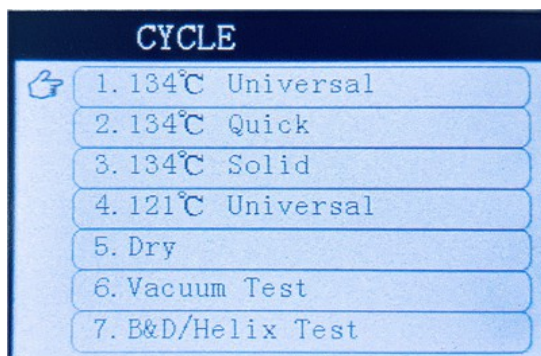 CYCLE
1. 134℃ Universal
2. 134℃ Quick
3. 134℃ Solid
4. 121℃ Universal
5. Dry
6. Vacuum Test
7. B&D/Helix Test